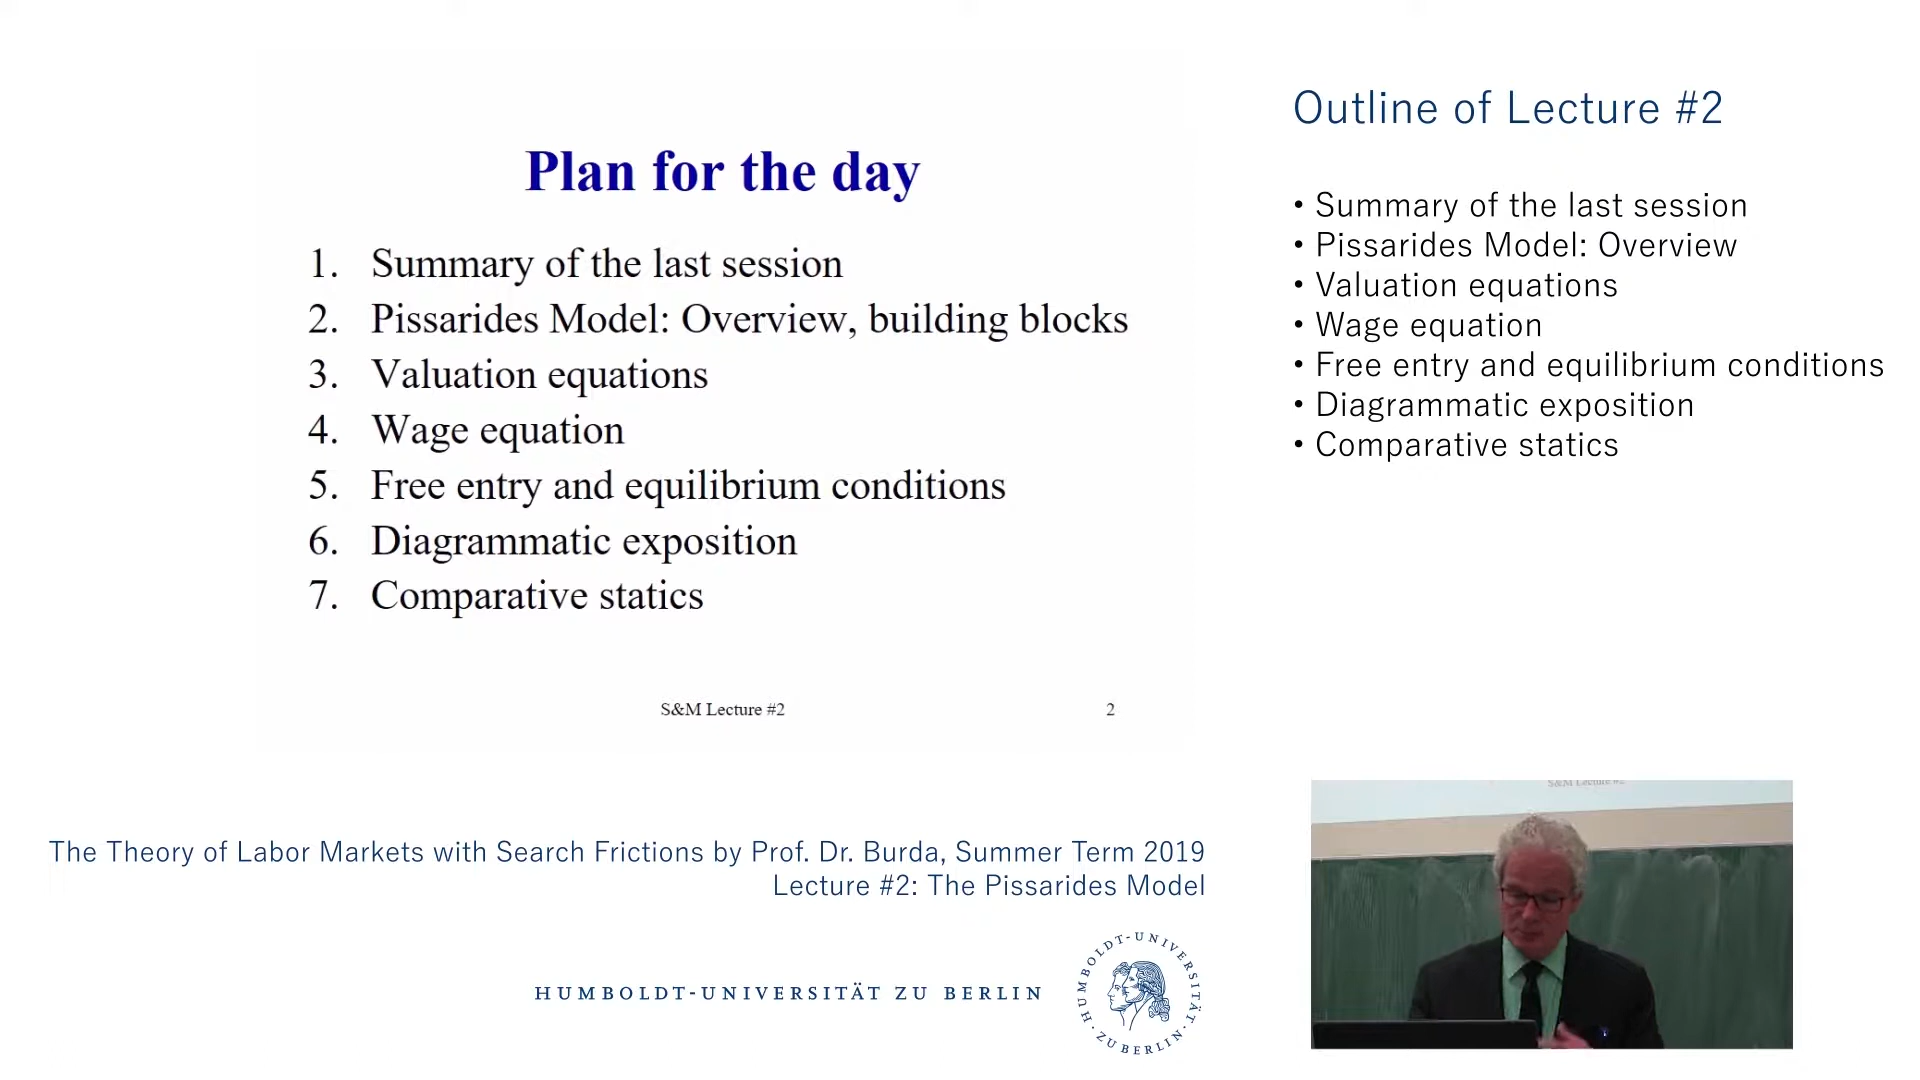 Plan for the day
1. Summary of the last session
2. Pissarides Model: Overview, building blocks
3. Valuation equations
4. Wage equation
5. Free entry and equilibrium conditions
6. Diagrammatic exposition
7. Comparative statics
S&M Lecture #2
2
Outline of Lecture #2
• Summary of the last session
• Pissarides Model: Overview
• Valuation equations
• Wage equation
• Free entry and equilibrium conditions
• Diagrammatic exposition
• Comparative statics
S&M Lecture #2
The Theory of Labor Markets with Search Frictions by Prof. Dr. Burda, Summer Term 2019
Lecture #2: The Pissarides Model
HUMBOLDT-UNIVERSITÄT ZU BERLIN
HUMBOLDT-UNIVERSITÄT · ZU BERLIN ·